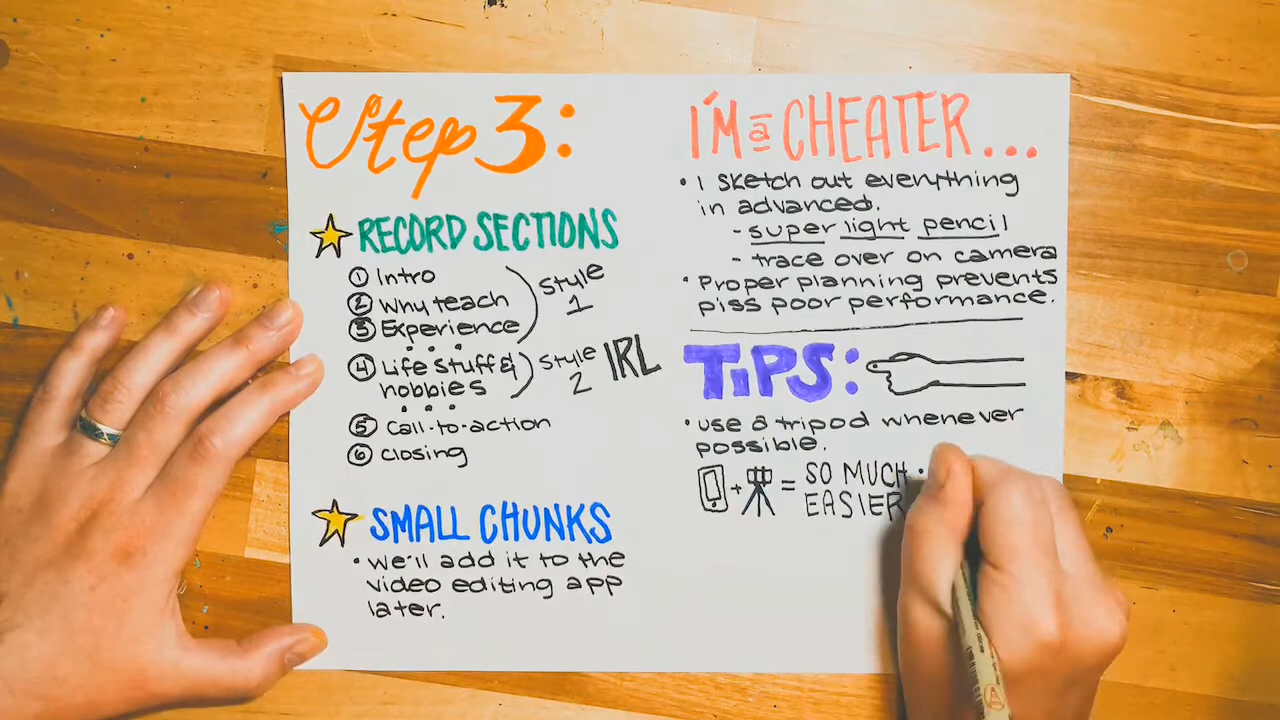 Step 3:
RECORD SECTIONS
① Intro
② Why teach
③ Experience
Style
1
④ Life stuff &
hobbies
Style
2
IRL
⑤ Call-to-action
⑥ Closing
SMALL CHUNKS
• We'll add it to the
video editing app
later.
I'M a CHEATER...
• I sketch out everything
in advanced.
- super light pencil
- trace over on camera
• Proper planning prevents
piss poor performance.
TIPS:
• use a tripod whenever
possible.
+ = SO MUCH
EASIER